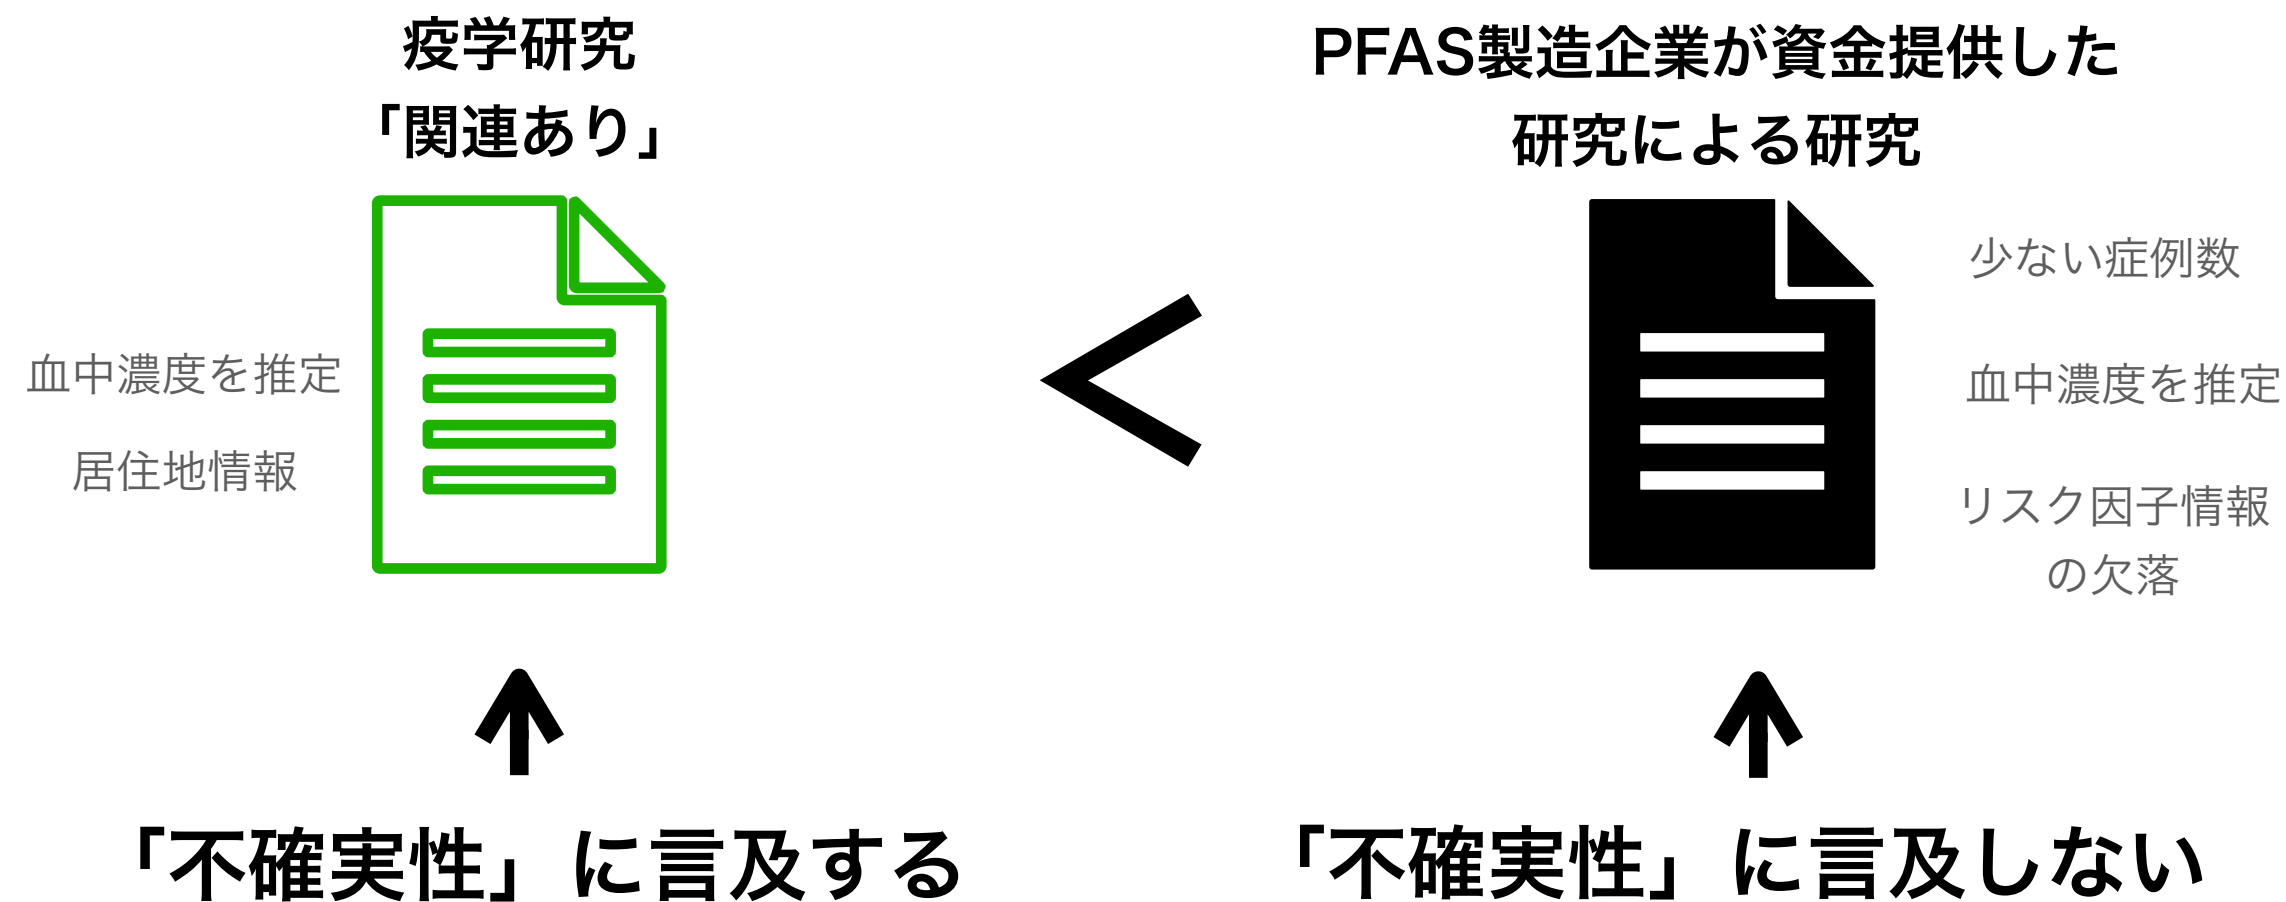 疫学研究
「関連あり」
血中濃度を推定
居住地情報
「不確実性」に言及する
<
PFAS製造企業が資金提供した
研究による研究
少ない症例数
血中濃度を推定
リスク因子情報
の欠落
「不確実性」に言及しない